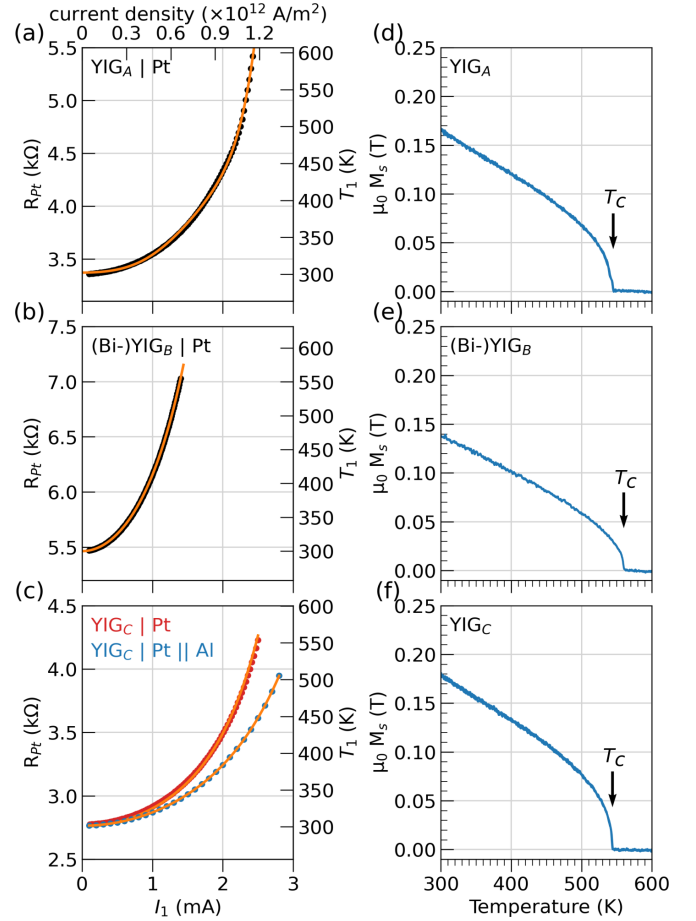 current density (×10¹² A/m²)
0 0.3 0.6 0.9 1.2
(a)
YIG_A | Pt
5.5
5.0
4.5
4.0
3.5
R_Pt (kΩ)
600
550
500
450
400
350
300
T_1 (K)
(d)
YIG_A
0.25
0.20
0.15
0.10
0.05
0.00
μ₀ M_s (T)
T_C
(b)
(Bi-)YIG_B | Pt
7.5
7.0
6.5
6.0
5.5
R_Pt (kΩ)
600
550
500
450
400
350
300
T_1 (K)
(e)
(Bi-)YIG_B
0.25
0.20
0.15
0.10
0.05
0.00
μ₀ M_s (T)
T_C
(c)
YIG_C | Pt
YIG_C | Pt || Al
4.5
4.0
3.5
3.0
2.5
R_Pt (kΩ)
600
550
500
450
400
350
300
T_1 (K)
0 1 2 3
I_1 (mA)
(f)
YIG_C
0.25
0.20
0.15
0.10
0.05
0.00
μ₀ M_s (T)
T_C
300 400 500 600
Temperature (K)